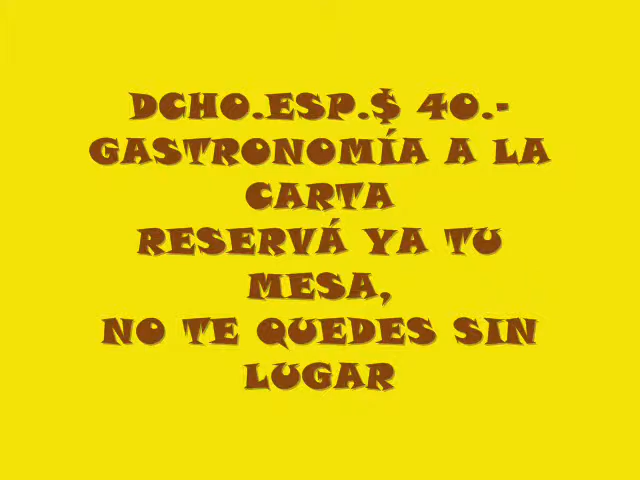 DCHO.ESP.$ 40.-
GASTRONOMÍA A LA
CARTA
RESERVÁ YA TU
MESA,
NO TE QUEDES SIN
LUGAR